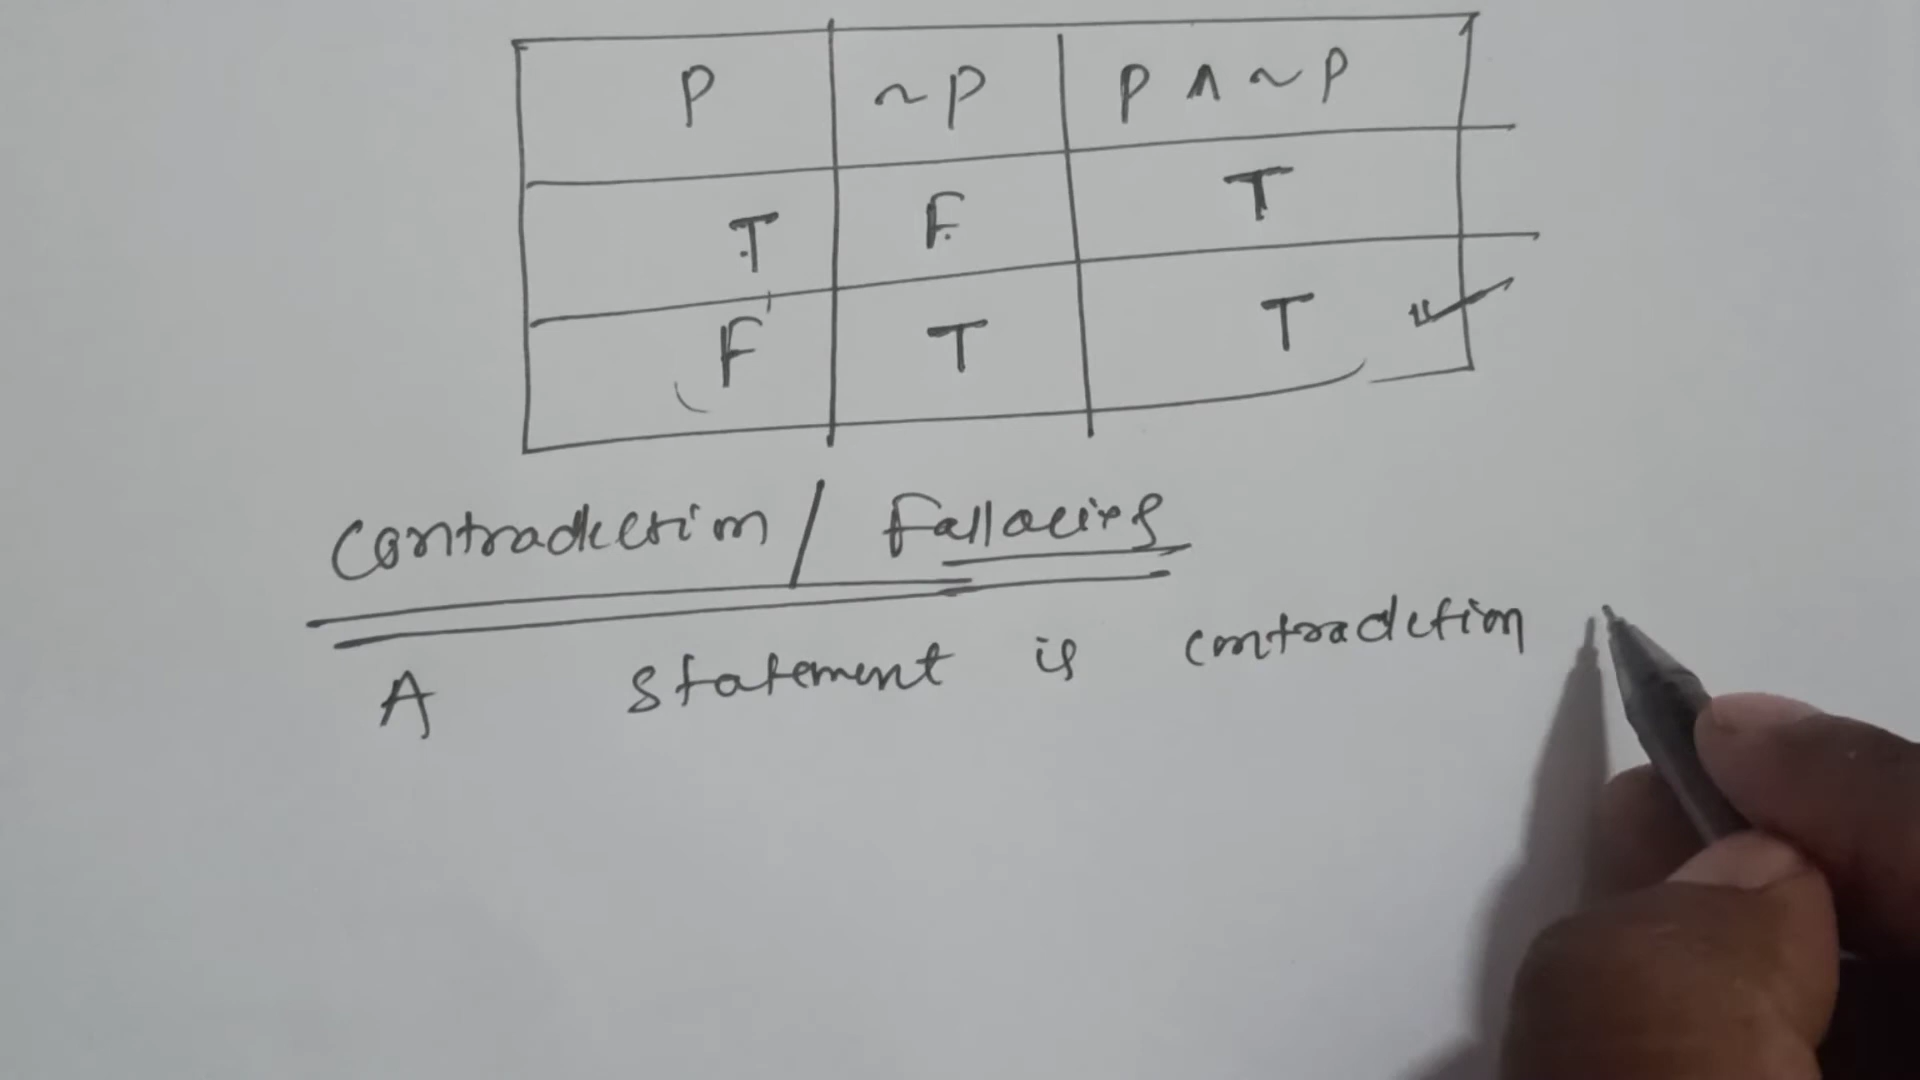 P ~P P ∧ ~P
T F T
F T T
Contradiction / Fallacies
A statement is contradiction